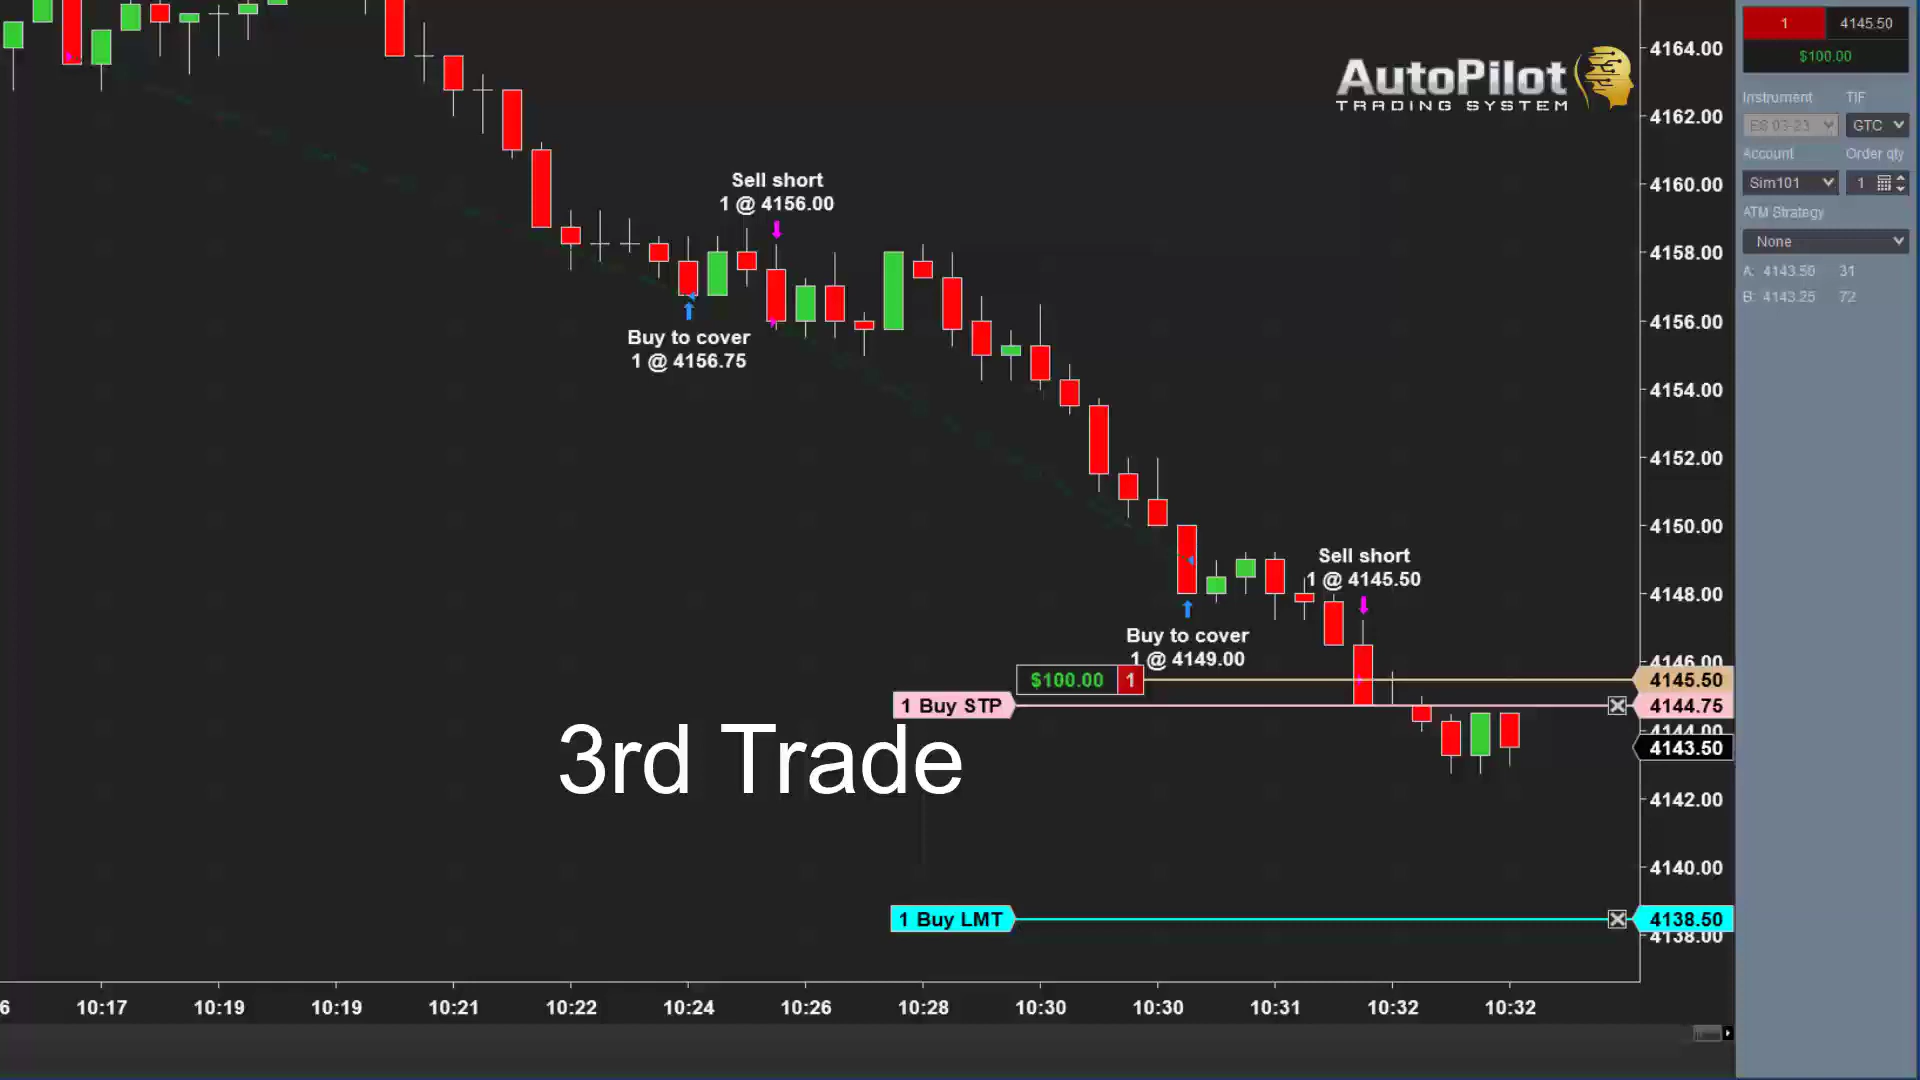 4164.00
4162.00
4160.00
4158.00
4156.00
4154.00
4152.00
4150.00
4148.00
4146.00
4145.50
4144.75
4144.00
4143.50
4142.00
4140.00
4138.50
4138.00
AutoPilot
TRADING SYSTEM
Sell short
1 @ 4156.00
Buy to cover
1 @ 4156.75
Sell short
1 @ 4145.50
Buy to cover
1 @ 4149.00
$100.00 1
1 Buy STP
3rd Trade
1 Buy LMT
6 10:17 10:19 10:19 10:21 10:22 10:24 10:26 10:28 10:30 10:30 10:31 10:32 10:32
1 4145.50
$100.00
Instrument TIF
ES 03-23 GTC
Account Order qty
Sim101 1
ATM Strategy
None
A: 4143.50 31
B: 4143.25 72